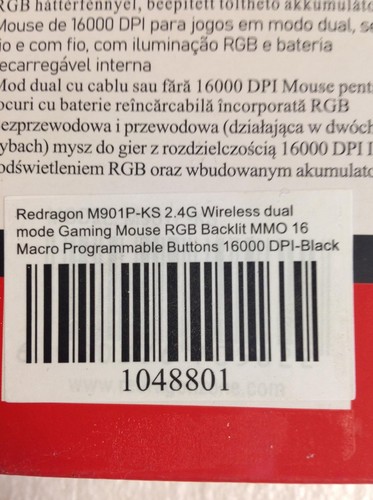 RGB háttérfénnyel, beépített tölthető akkumuláto
Mouse de 16000 DPI para jogos em modo dual, se
io e com fio, com iluminação RGB e bateria
ecarregável interna
Mod dual cu cablu sau fără 16000 DPI Mouse pent
ocuri cu baterie reîncărcabilă încorporată RGB
ezprzewodowa i przewodowa (działająca w dwóch
ybach) mysz do gier z rozdzielczością 16000 DPI
odświetleniem RGB oraz wbudowanym akumulato
Redragon M901P-KS 2.4G Wireless dual
mode Gaming Mouse RGB Backlit MMO 16
Macro Programmable Buttons 16000 DPI-Black
1048801